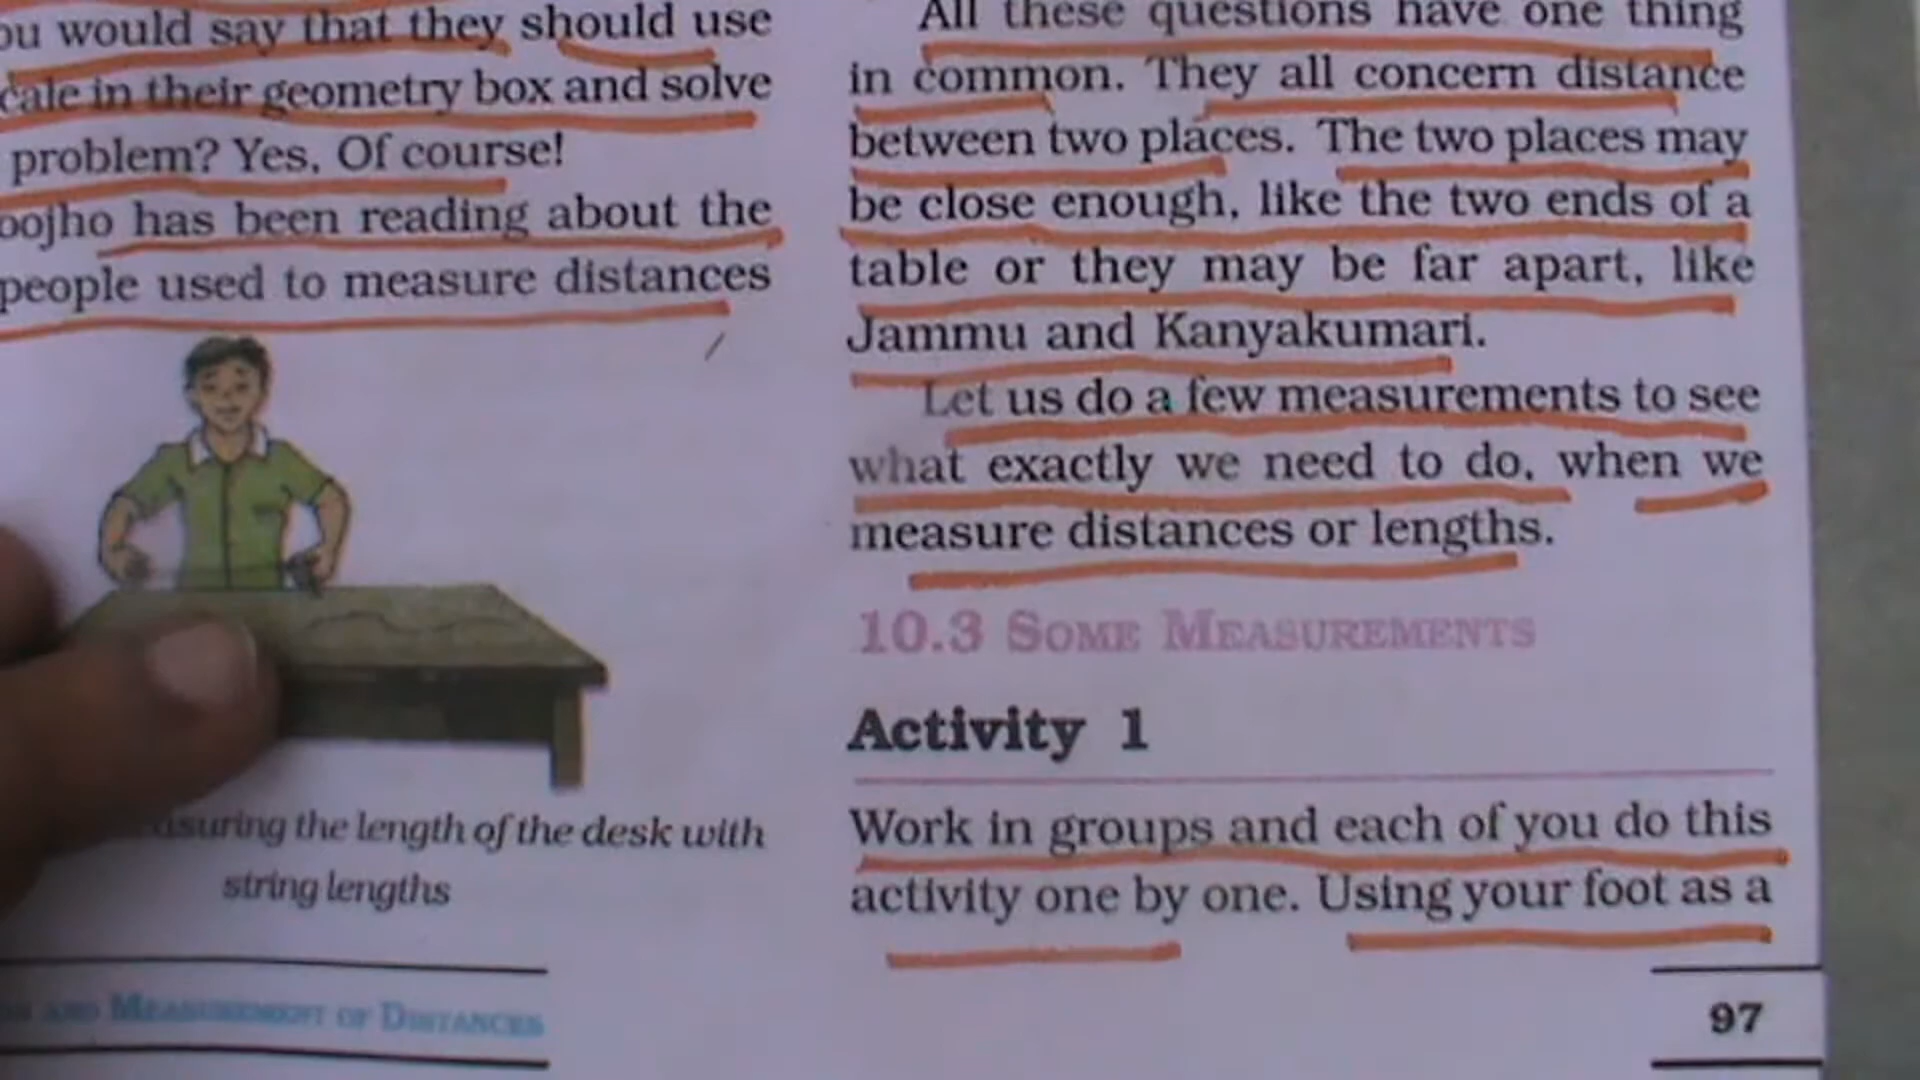 would say that they should use
in their geometry box and solve
problem? Yes, Of course!
has been reading about the
people used to measure distances
the length of the desk with
string lengths
AND MEASUREMENT OF DISTANCES
All these questions have one thing
in common. They all concern distance
between two places. The two places may
be close enough, like the two ends of a
table or they may be far apart, like
Jammu and Kanyakumari.
Let us do a few measurements to see
what exactly we need to do, when we
measure distances or lengths.
10.3 SOME MEASUREMENTS
Activity 1
Work in groups and each of you do this
activity one by one. Using your foot as a
97